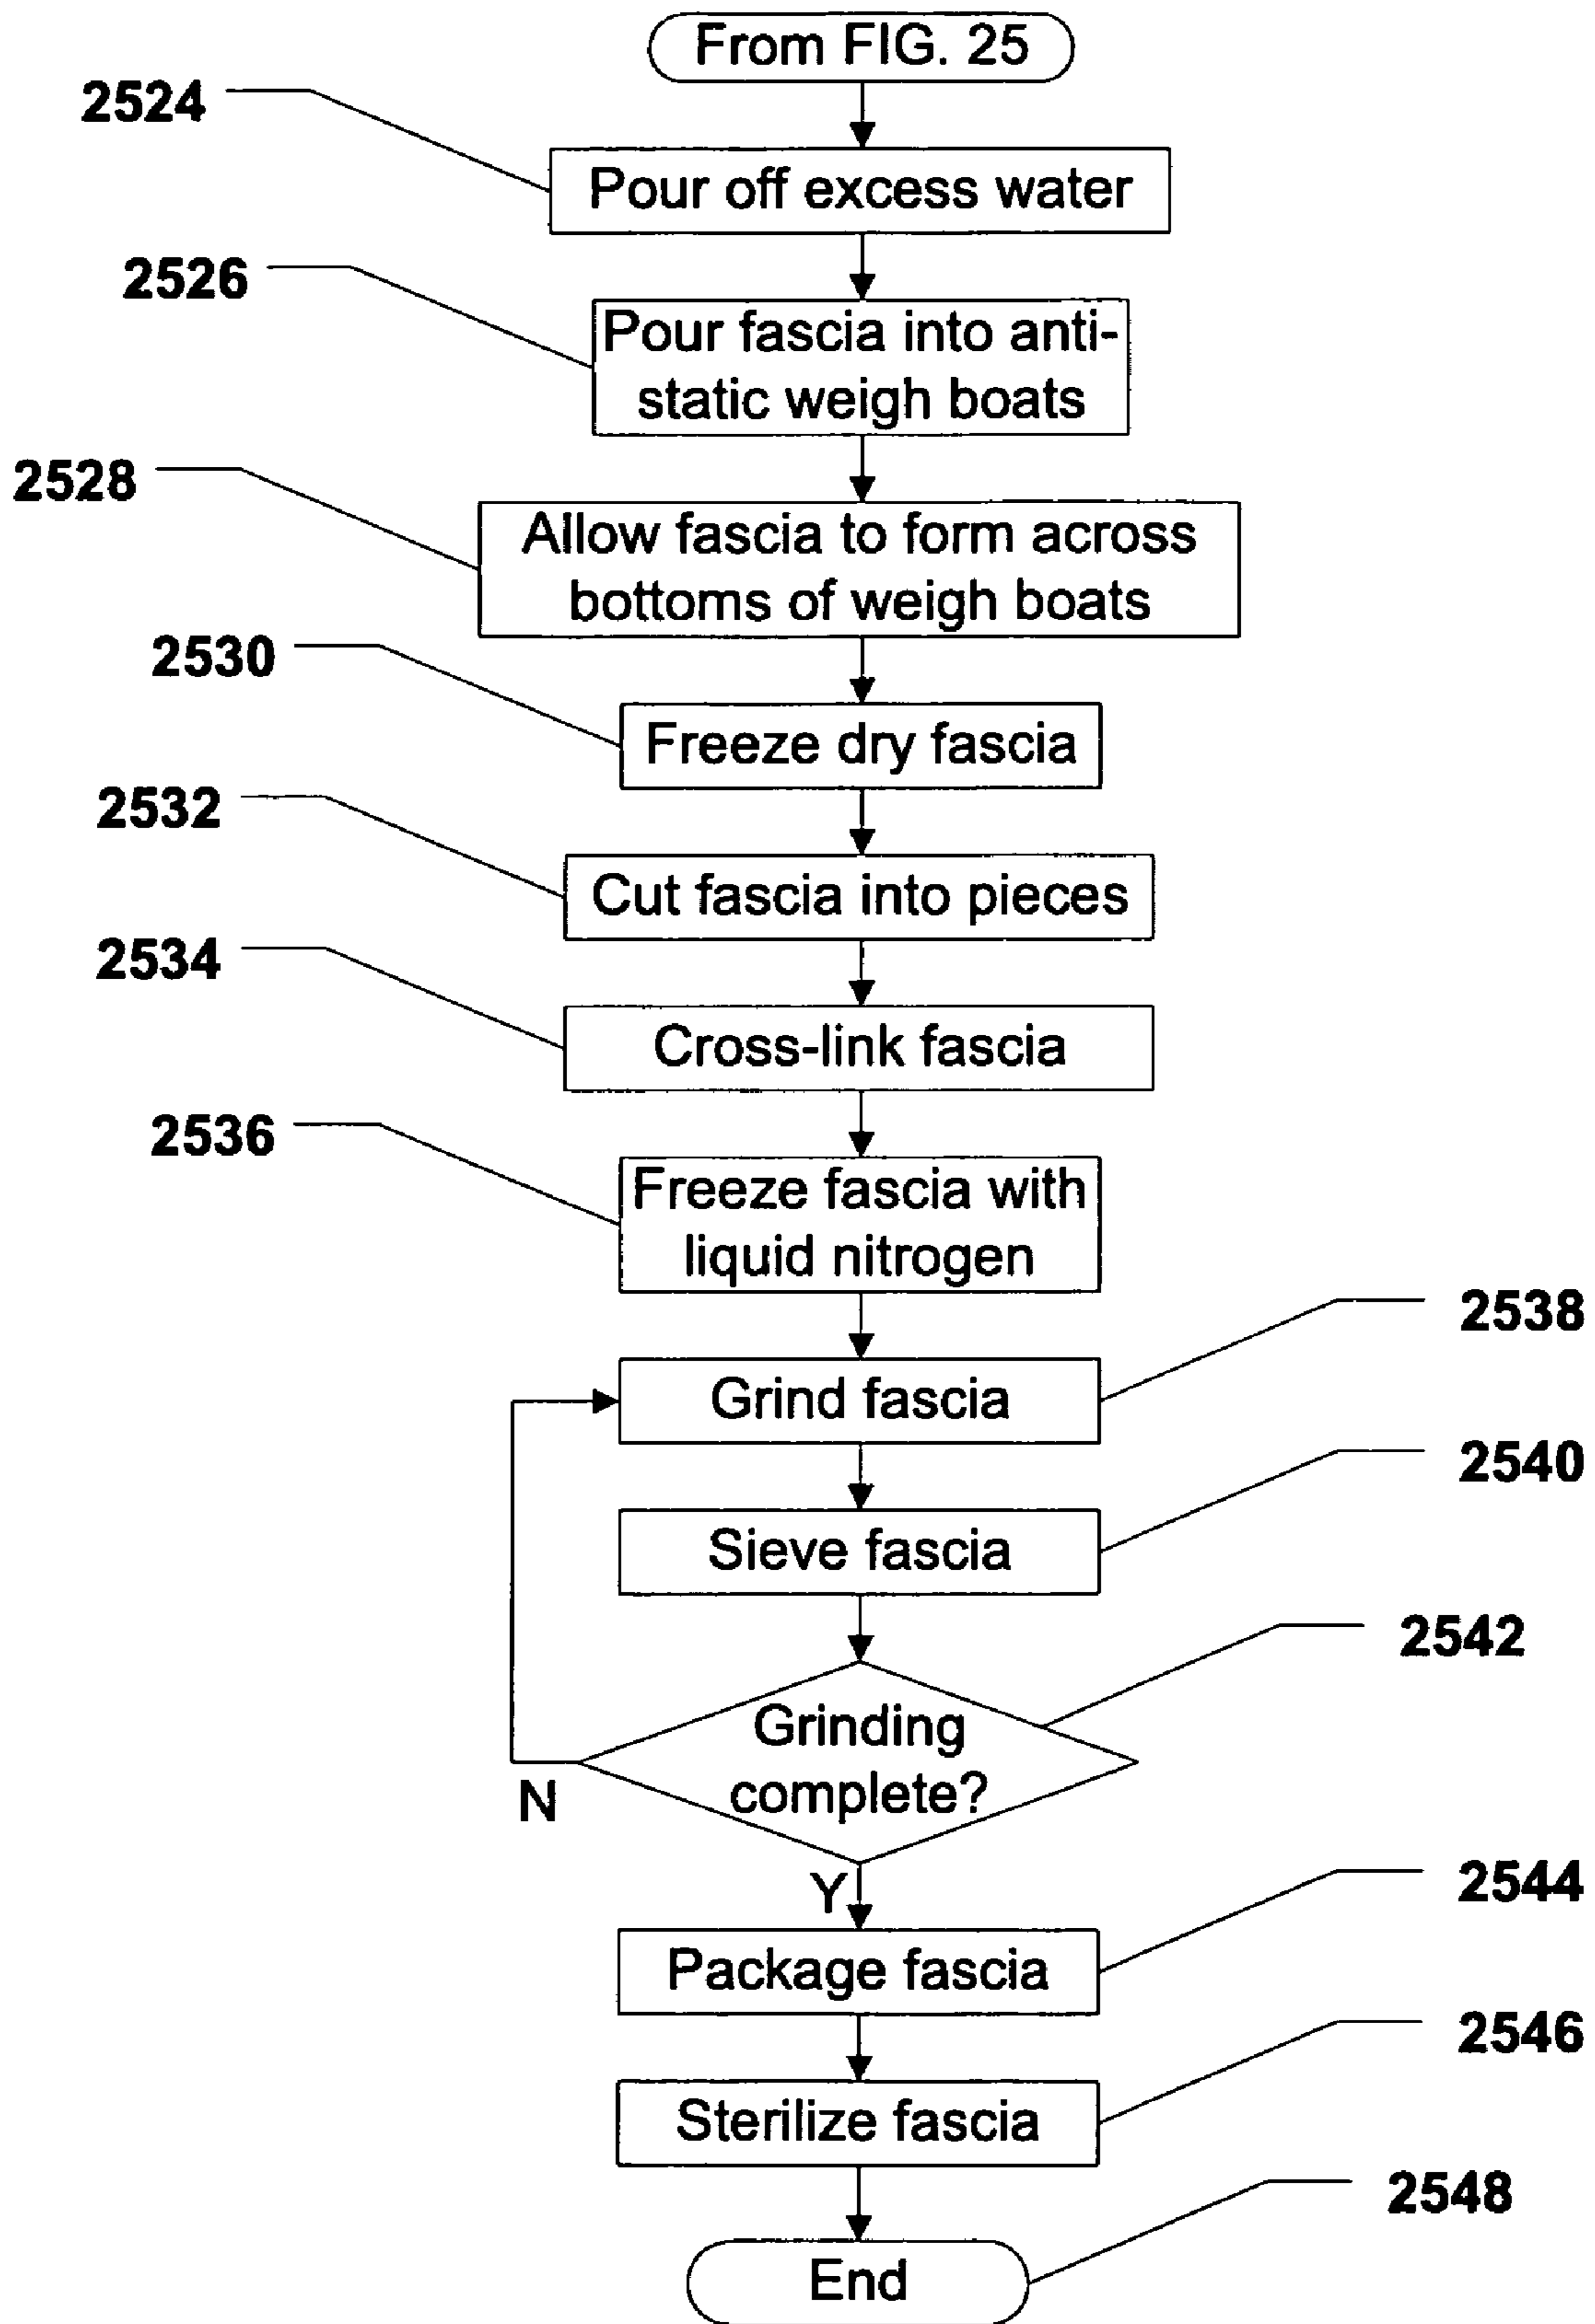 From FIG. 25
2524
Pour off excess water
2526
Pour fascia into anti-
static weigh boats
2528
Allow fascia to form across
bottoms of weigh boats
2530
Freeze dry fascia
2532
Cut fascia into pieces
2534
Cross-link fascia
2536
Freeze fascia with
liquid nitrogen
2538
Grind fascia
2540
Sieve fascia
2542
Grinding
complete?
N
Y
2544
Package fascia
2546
Sterilize fascia
2548
End